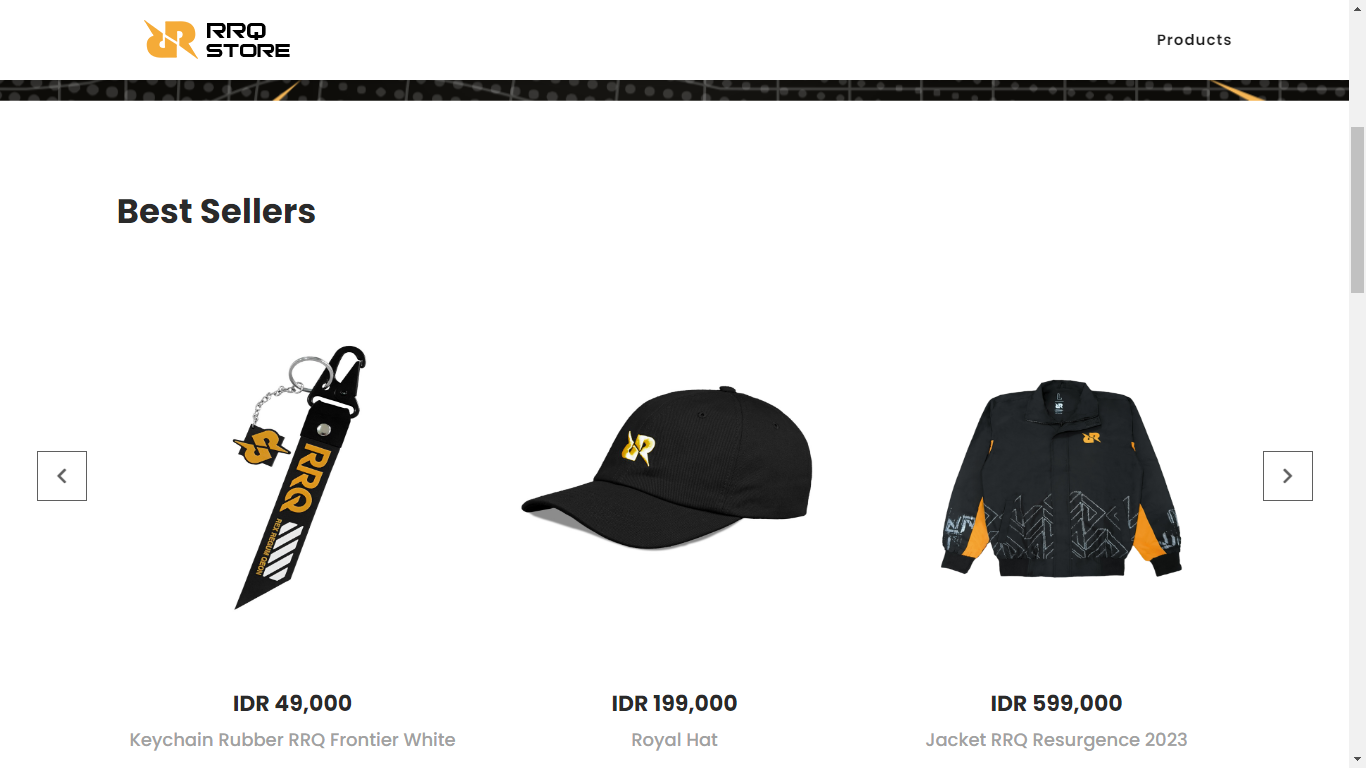 RRQ
STORE
Products
Best Sellers
RRQ
REX REGUM QEON
IDR 49,000
IDR 199,000
IDR 599,000
Keychain Rubber RRQ Frontier White
Royal Hat
Jacket RRQ Resurgence 2023